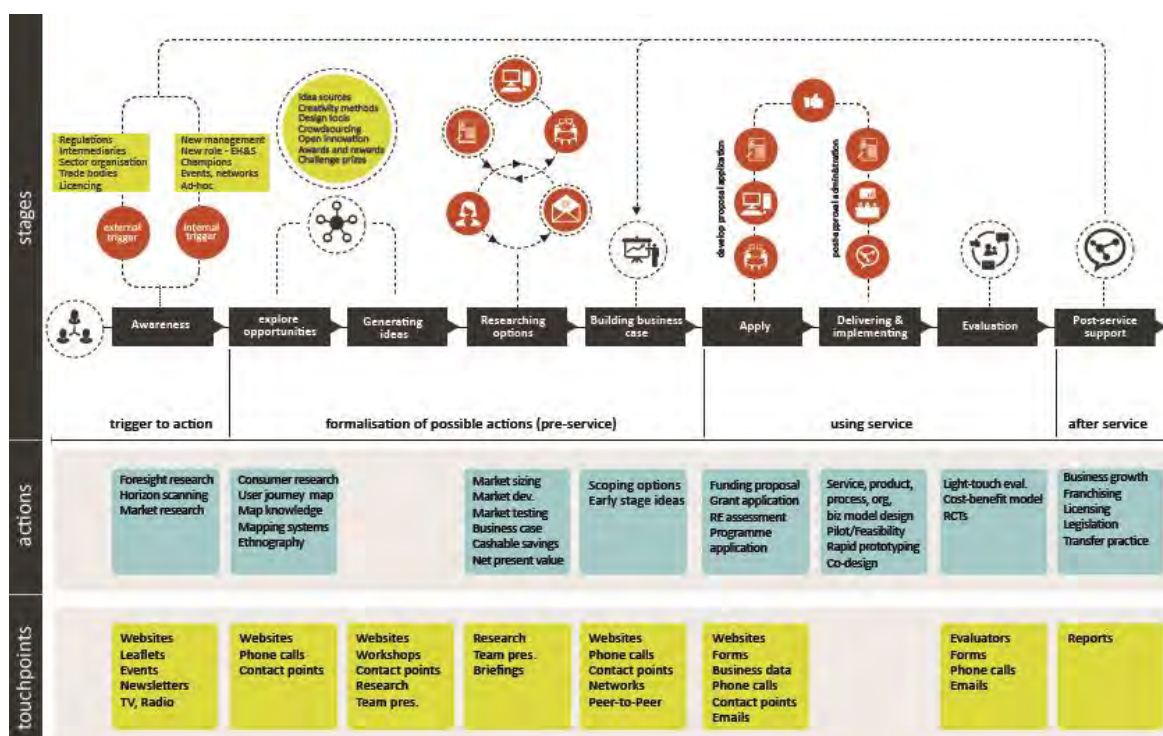 stages
Regulations
Intermediaries
Sector organisation
Trade bodies
Licencing
New management
New role - EH&S
Champions
Events, networks
Ad-hoc
external
trigger
internal
trigger
Idea sources
Creativity methods
Design tools
Crowdsourcing
Open innovation
Awards and rewards
Challenge prizes
develop proposal application
post-approval administration
Awareness
explore
opportunities
Generating
ideas
Researching
options
Building business
case
Apply
Delivering &
implementing
Evaluation
Post-service
support
trigger to action
formalisation of possible actions (pre-service)
using service
after service
actions
Foresight research
Horizon scanning
Market research
Consumer research
User journey map
Map knowledge
Mapping systems
Ethnography
Market sizing
Market dev.
Market testing
Business case
Cashable savings
Net present value
Scoping options
Early stage ideas
Funding proposal
Grant application
RE assessment
Programme
application
Service, product,
process, org,
biz model design
Pilot/Feasibility
Rapid prototyping
Co-design
Light-touch eval.
Cost-benefit model
RCTs
Business growth
Franchising
Licensing
Legislation
Transfer practice
touchpoints
Websites
Leaflets
Events
Newsletters
TV, Radio
Websites
Phone calls
Contact points
Websites
Workshops
Contact points
Research
Team pres.
Research
Team pres.
Briefings
Websites
Phone calls
Contact points
Networks
Peer-to-Peer
Websites
Forms
Business data
Phone calls
Contact points
Emails
Evaluators
Forms
Phone calls
Emails
Reports